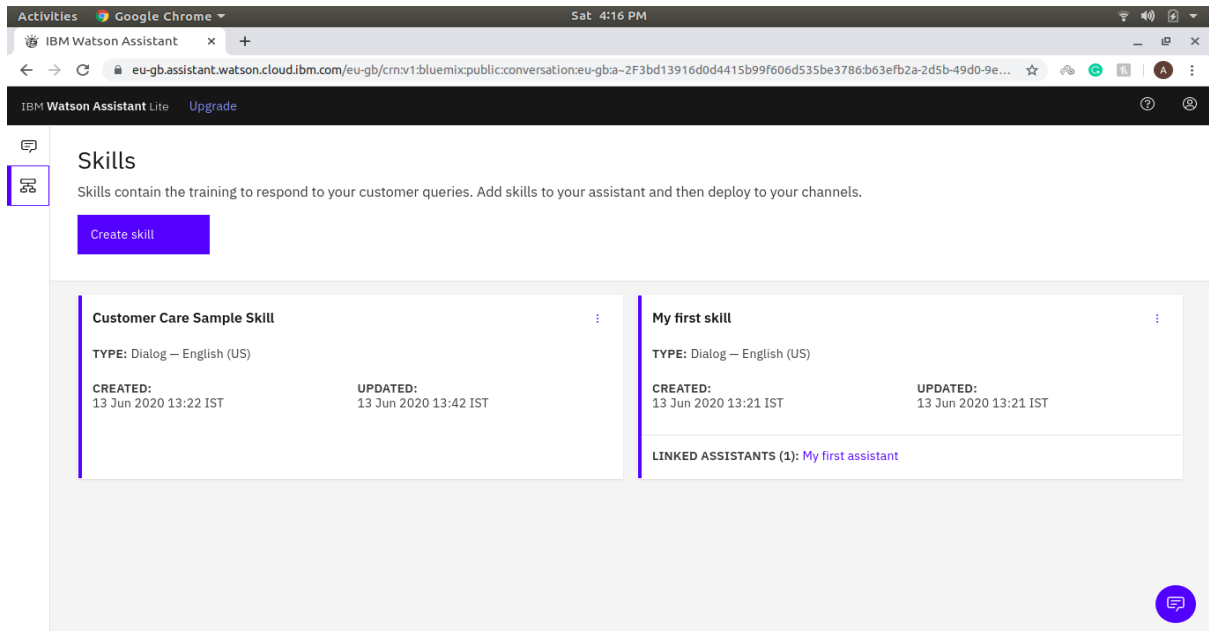 Activities Google Chrome Sat 4:16 PM
IBM Watson Assistant
eu-gb.assistant.watson.cloud.ibm.com/eu-gb/crn:v1:bluemix:public:conversation:eu-gb:a~2F3bd13916d0d4415b99f606d535be3786:b63efb2a-2d5b-49d0-9e... A
IBM Watson Assistant Lite Upgrade
Skills
Skills contain the training to respond to your customer queries. Add skills to your assistant and then deploy to your channels.
Create skill
Customer Care Sample Skill
TYPE: Dialog — English (US)
CREATED: UPDATED:
13 Jun 2020 13:22 IST 13 Jun 2020 13:42 IST
My first skill
TYPE: Dialog — English (US)
CREATED: UPDATED:
13 Jun 2020 13:21 IST 13 Jun 2020 13:21 IST
LINKED ASSISTANTS (1): My first assistant